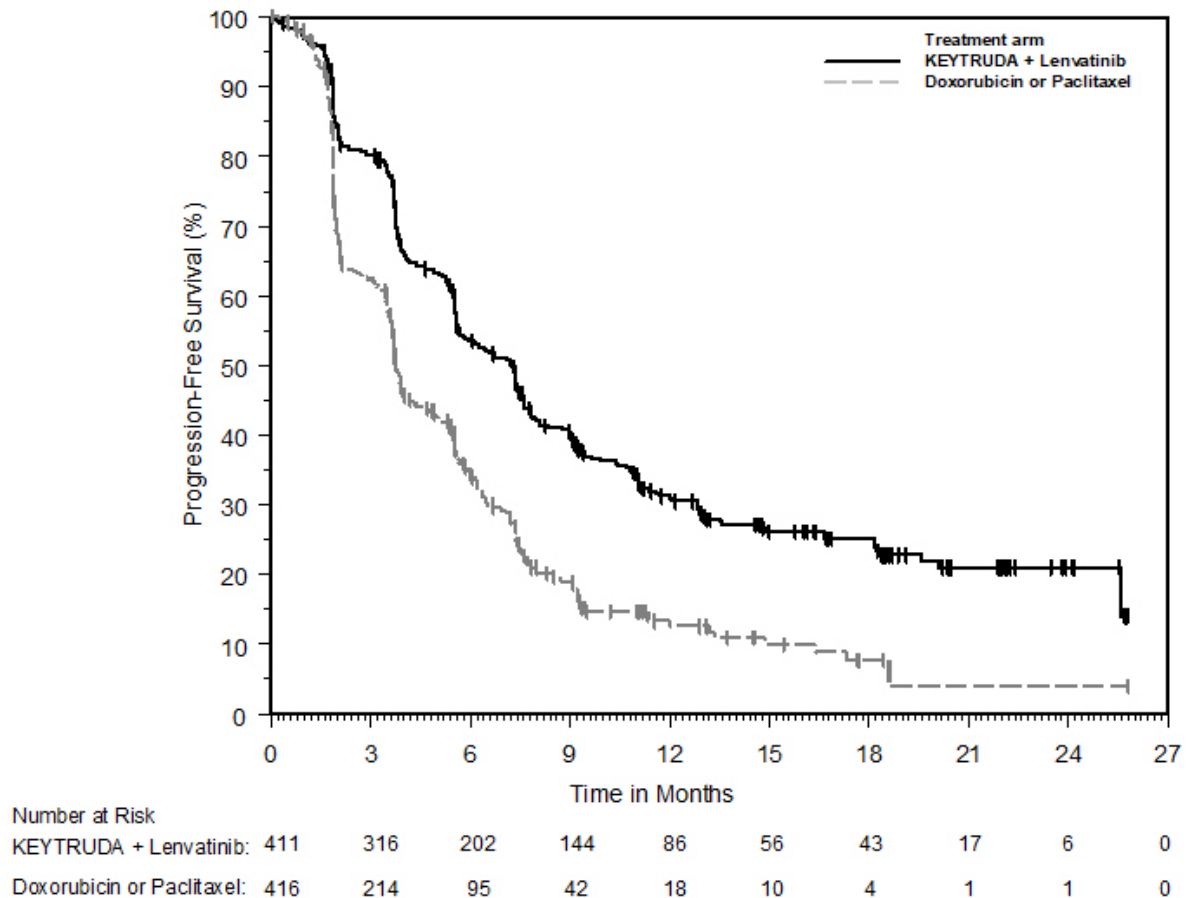 Progression-Free Survival (%)
100
90
80
70
60
50
40
30
20
10
0
Treatment arm
KEYTRUDA + Lenvatinib
Doxorubicin or Paclitaxel
0 3 6 9 12 15 18 21 24 27
Time in Months
Number at Risk
KEYTRUDA + Lenvatinib: 411 316 202 144 86 56 43 17 6 0
Doxorubicin or Paclitaxel: 416 214 95 42 18 10 4 1 1 0